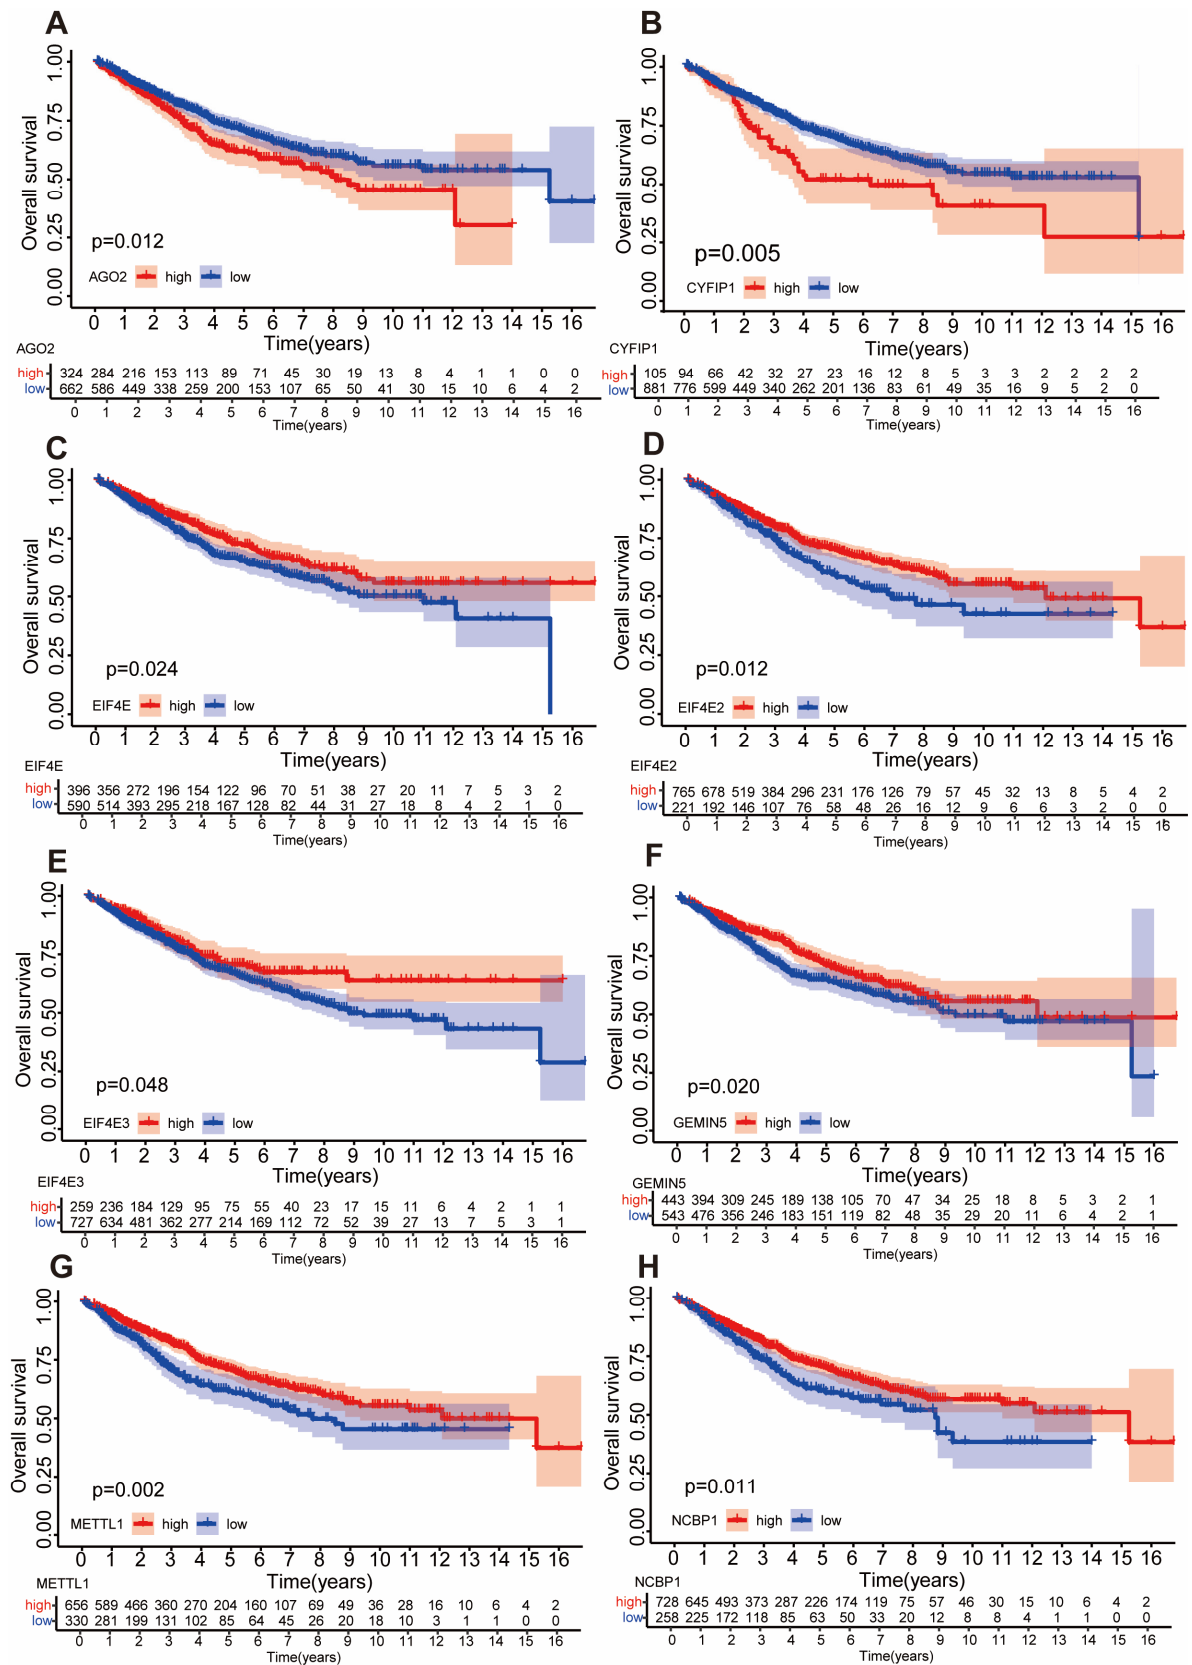 A
Overall survival
1.00
0.75
0.50
0.25
0.00
p=0.012
AGO2 high low
0 1 2 3 4 5 6 7 8 9 10 11 12 13 14 15 16
Time(years)
AGO2
high 324 284 216 153 113 89 71 45 30 19 13 8 4 1 1 0 0
low 662 586 449 338 259 200 153 107 65 50 41 30 15 10 6 4 2
0 1 2 3 4 5 6 7 8 9 10 11 12 13 14 15 16
Time(years)
B
Overall survival
1.00
0.75
0.50
0.25
0.00
p=0.005
CYFIP1 high low
0 1 2 3 4 5 6 7 8 9 10 11 12 13 14 15 16
Time(years)
CYFIP1
high 105 94 66 42 32 27 23 16 12 8 5 3 3 2 2 2 2
low 881 776 599 449 340 262 201 136 83 61 49 35 16 9 5 2 0
0 1 2 3 4 5 6 7 8 9 10 11 12 13 14 15 16
Time(years)
C
Overall survival
1.00
0.75
0.50
0.25
0.00
p=0.024
EIF4E high low
0 1 2 3 4 5 6 7 8 9 10 11 12 13 14 15 16
Time(years)
EIF4E
high 396 356 272 196 154 122 96 70 51 38 27 20 11 7 5 3 2
low 590 514 393 295 218 167 128 82 44 31 27 18 8 4 2 1 0
0 1 2 3 4 5 6 7 8 9 10 11 12 13 14 15 16
Time(years)
D
Overall survival
1.00
0.75
0.50
0.25
0.00
p=0.012
EIF4E2 high low
0 1 2 3 4 5 6 7 8 9 10 11 12 13 14 15 16
Time(years)
EIF4E2
high 765 678 519 384 296 231 176 126 79 57 45 32 13 8 5 4 2
low 221 192 146 107 76 58 48 26 16 12 9 6 6 3 2 0 0
0 1 2 3 4 5 6 7 8 9 10 11 12 13 14 15 16
Time(years)
E
Overall survival
1.00
0.75
0.50
0.25
0.00
p=0.048
EIF4E3 high low
0 1 2 3 4 5 6 7 8 9 10 11 12 13 14 15 16
Time(years)
EIF4E3
high 259 236 184 129 95 75 55 40 23 17 15 11 6 4 2 1 1
low 727 634 481 362 277 214 169 112 72 52 39 27 13 7 5 3 1
0 1 2 3 4 5 6 7 8 9 10 11 12 13 14 15 16
Time(years)
F
Overall survival
1.00
0.75
0.50
0.25
0.00
p=0.020
GEMIN5 high low
0 1 2 3 4 5 6 7 8 9 10 11 12 13 14 15 16
Time(years)
GEMIN5
high 443 394 309 245 189 138 105 70 47 34 25 18 8 5 3 2 1
low 543 476 356 246 183 151 119 82 48 35 29 20 11 6 4 2 1
0 1 2 3 4 5 6 7 8 9 10 11 12 13 14 15 16
Time(years)
G
Overall survival
1.00
0.75
0.50
0.25
0.00
p=0.002
METTL1 high low
0 1 2 3 4 5 6 7 8 9 10 11 12 13 14 15 16
Time(years)
METTL1
high 656 589 466 360 270 204 160 107 69 49 36 28 16 10 6 4 2
low 330 281 199 131 102 85 64 45 26 20 18 10 3 1 1 0 0
0 1 2 3 4 5 6 7 8 9 10 11 12 13 14 15 16
Time(years)
H
Overall survival
1.00
0.75
0.50
0.25
0.00
p=0.011
NCBP1 high low
0 1 2 3 4 5 6 7 8 9 10 11 12 13 14 15 16
Time(years)
NCBP1
high 728 645 493 373 287 226 174 119 75 57 46 30 15 10 6 4 2
low 258 225 172 118 85 63 50 33 20 12 8 8 4 1 1 0 0
0 1 2 3 4 5 6 7 8 9 10 11 12 13 14 15 16
Time(years)